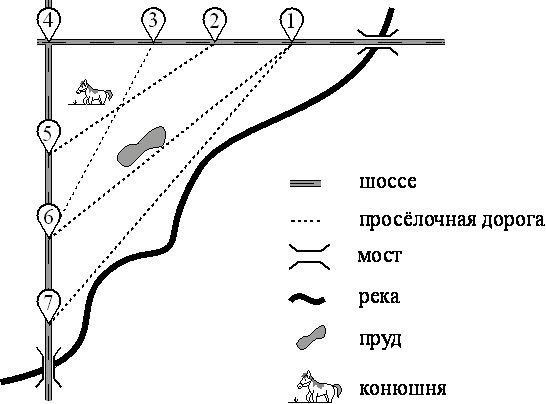 4 3 2 1
5
6
7
шоссе
просёлочная дорога
мост
река
пруд
конюшня